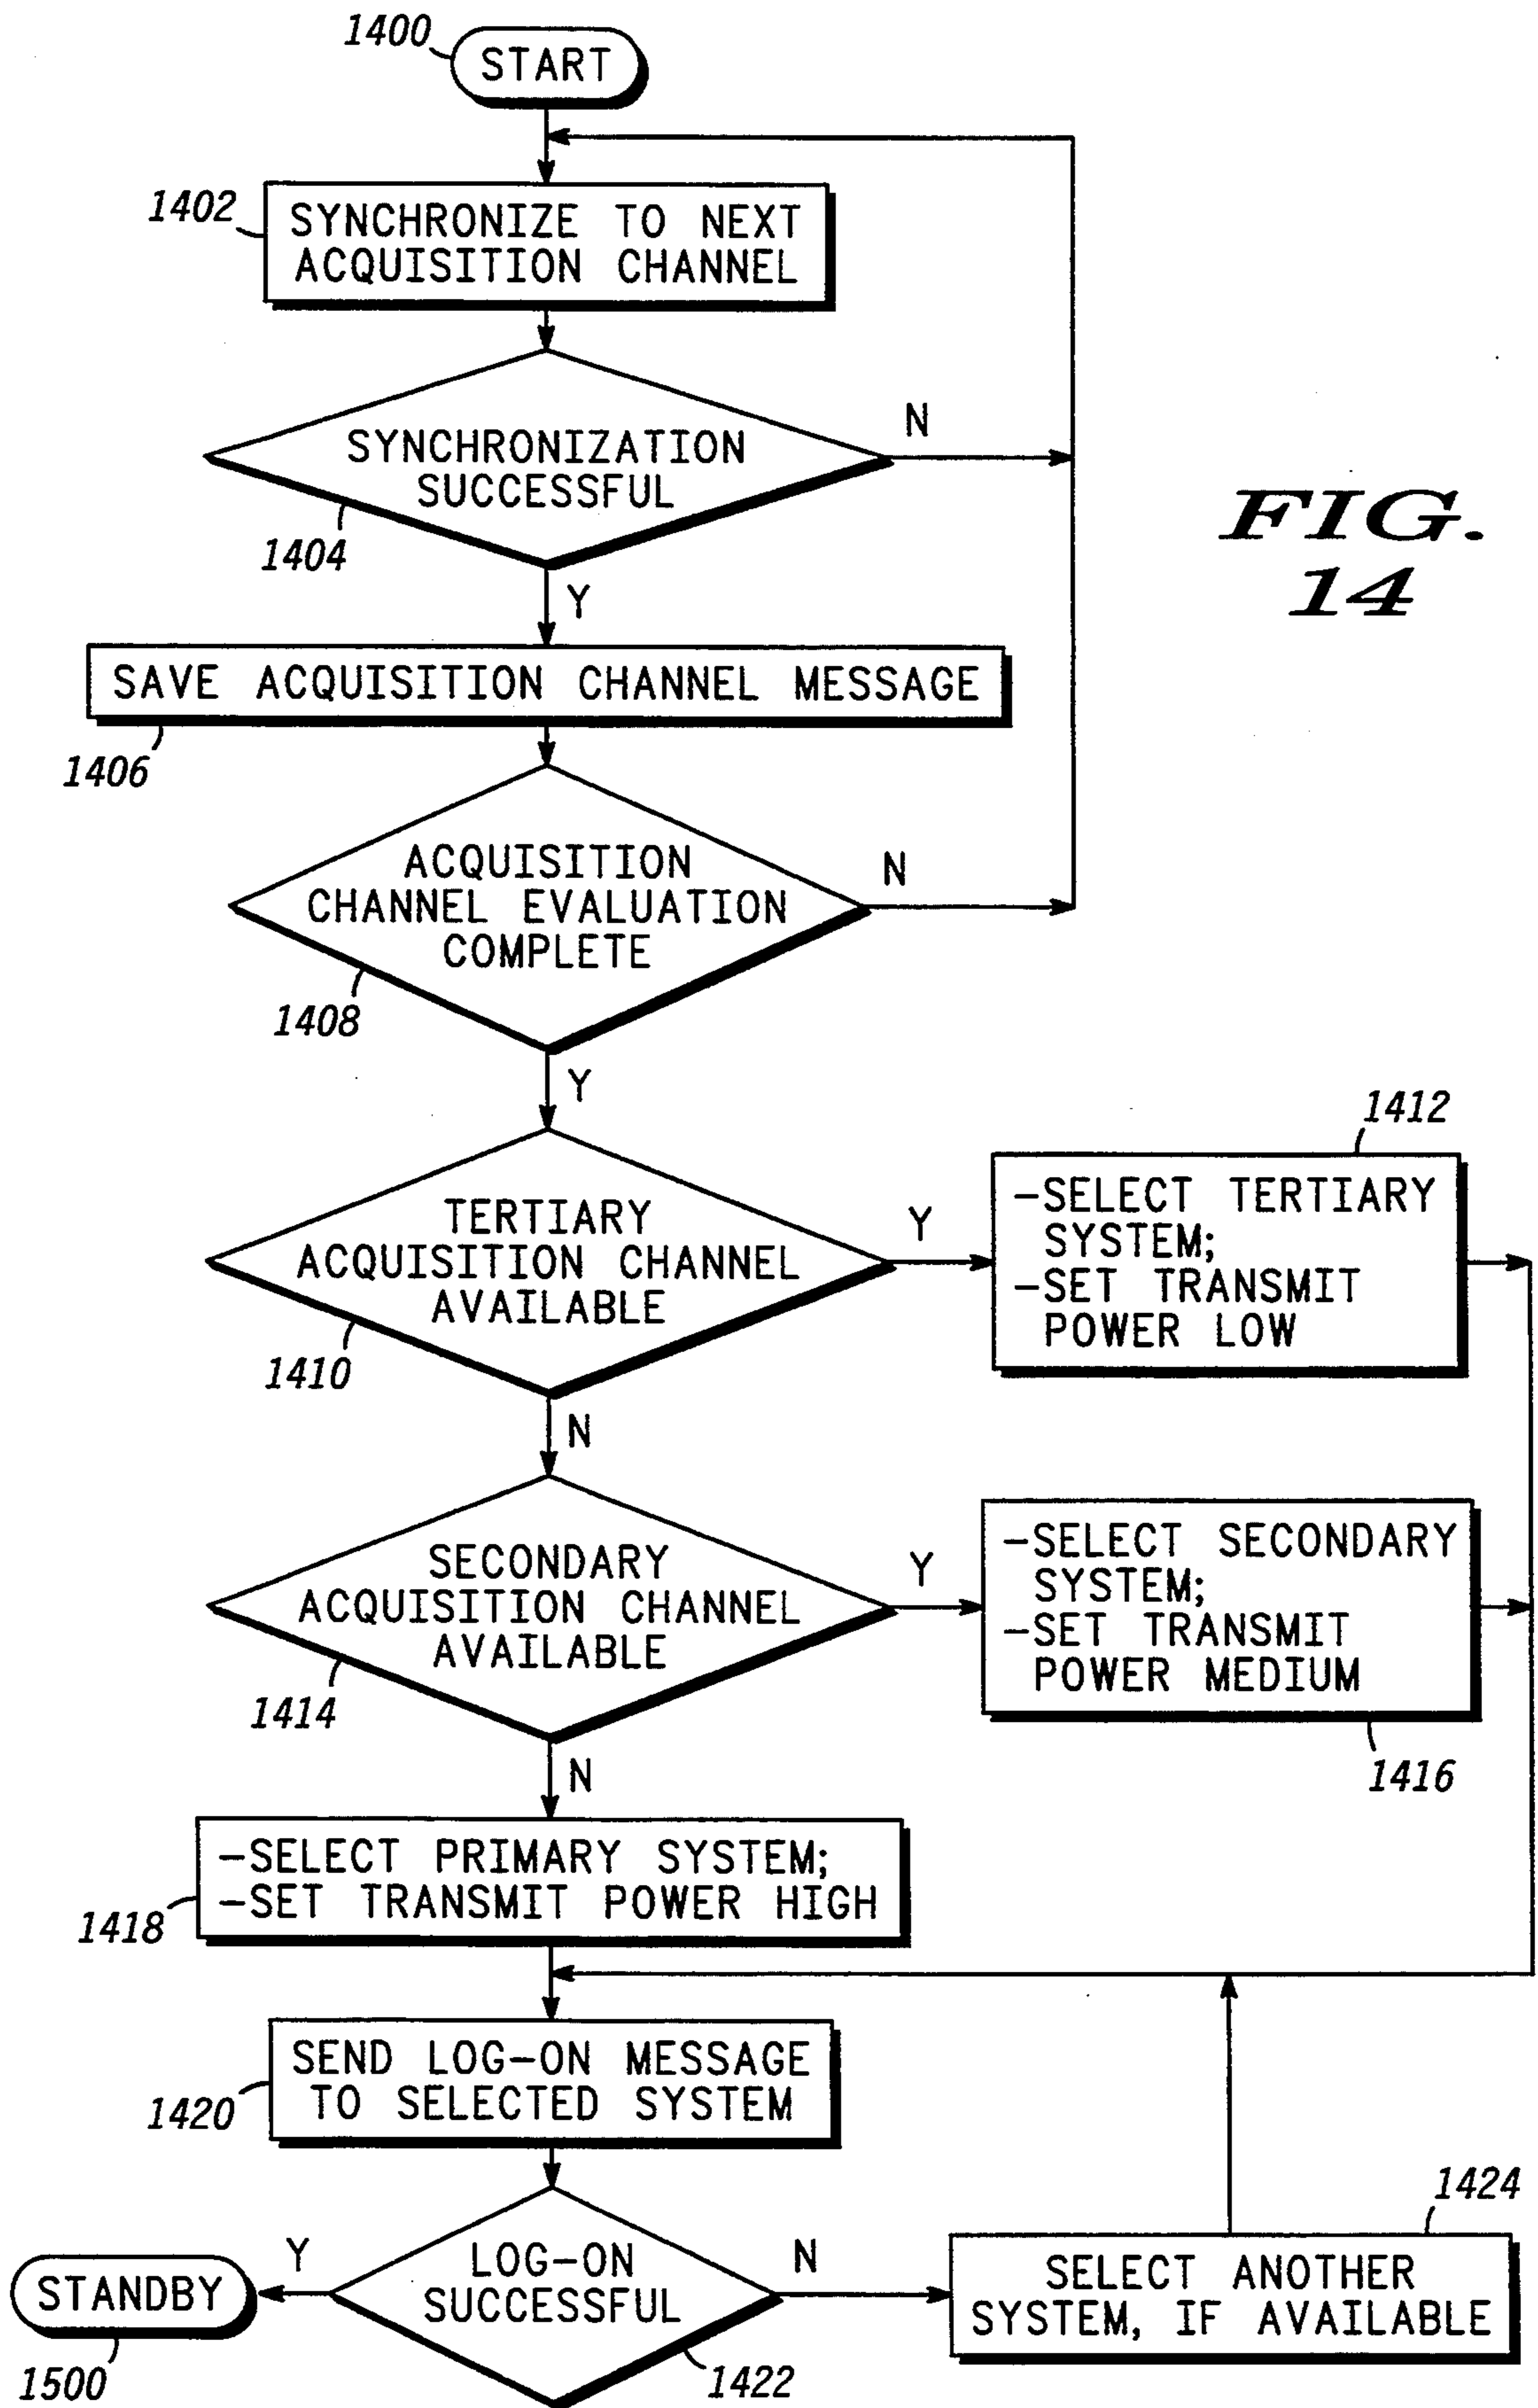 1400
START
1402
SYNCHRONIZE TO NEXT
ACQUISITION CHANNEL
N
SYNCHRONIZATION
SUCCESSFUL
1404
FIG.
14
Y
SAVE ACQUISITION CHANNEL MESSAGE
1406
ACQUISITION
CHANNEL EVALUATION
COMPLETE
N
1408
Y
1412
TERTIARY
ACQUISITION CHANNEL
AVAILABLE
Y
-SELECT TERTIARY
SYSTEM;
-SET TRANSMIT
POWER LOW
1410
N
SECONDARY
ACQUISITION CHANNEL
AVAILABLE
Y
-SELECT SECONDARY
SYSTEM;
-SET TRANSMIT
POWER MEDIUM
1414
1416
N
-SELECT PRIMARY SYSTEM;
-SET TRANSMIT POWER HIGH
1418
SEND LOG-ON MESSAGE
TO SELECTED SYSTEM
1420
1424
Y
LOG-ON
SUCCESSFUL
N
STANDBY
SELECT ANOTHER
SYSTEM, IF AVAILABLE
1500
1422